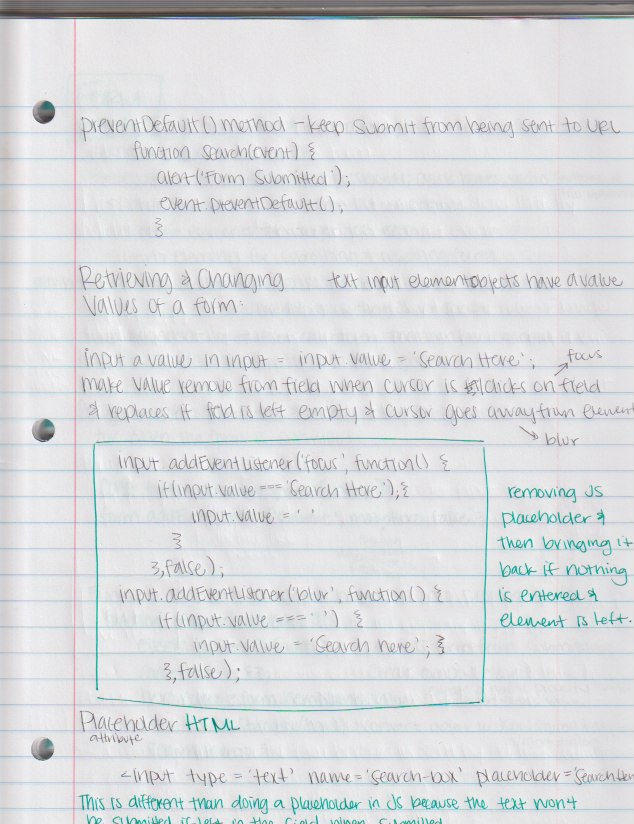 preventDefault() method - keep submit from being sent to URL
function search(event) {
alert('Form Submitted');
event.preventDefault();
}
Retrieving & Changing text input element objects have a value
Values of a form.
input a value in input = input.value = 'Search Here'; focus
make value remove from field when cursor is clicks on field
& replaces if field is left empty & cursor goes away from element
blur
input.addEventListener('focus', function() {
if(input.value === 'Search Here'),{
input.value = ' '
}
},false);
input.addEventListener('blur', function() {
if(input.value === ' ') {
input.value = 'Search here'; }
},false);
removing JS
placeholder &
then bringing it
back if nothing
is entered &
element is left.
Placeholder HTML
attribute
<input type = 'text' name = 'search-box' placeholder = 'Search Her
This is different than doing a placeholder in JS because the text won't
be submitted if left in the field when submitted